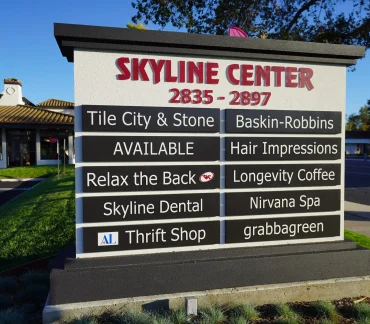 SKYLINE CENTER
2835 - 2897
Tile City & Stone
Baskin-Robbins
AVAILABLE
Hair Impressions
Relax the Back
Longevity Coffee
Skyline Dental
Nirvana Spa
AL Thrift Shop
grabbagreen